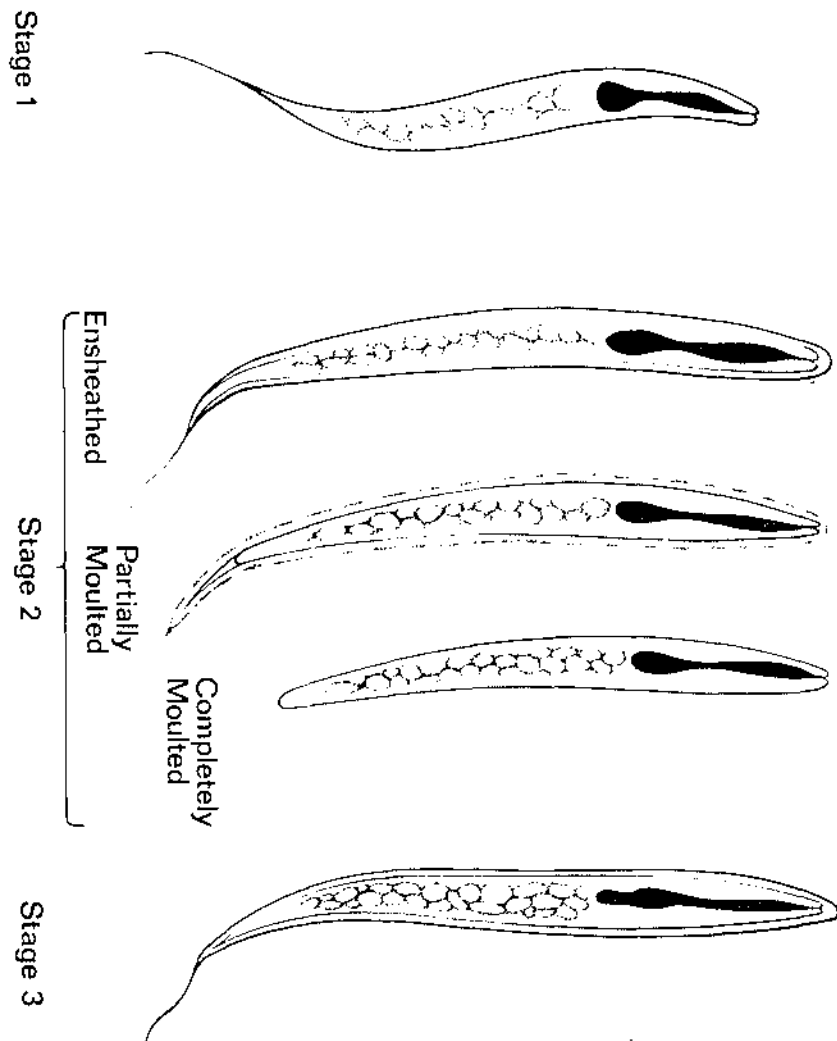 Stage 1
Ensheathed
Partially
Moulted
Completely
Moulted
Stage 2
Stage 3